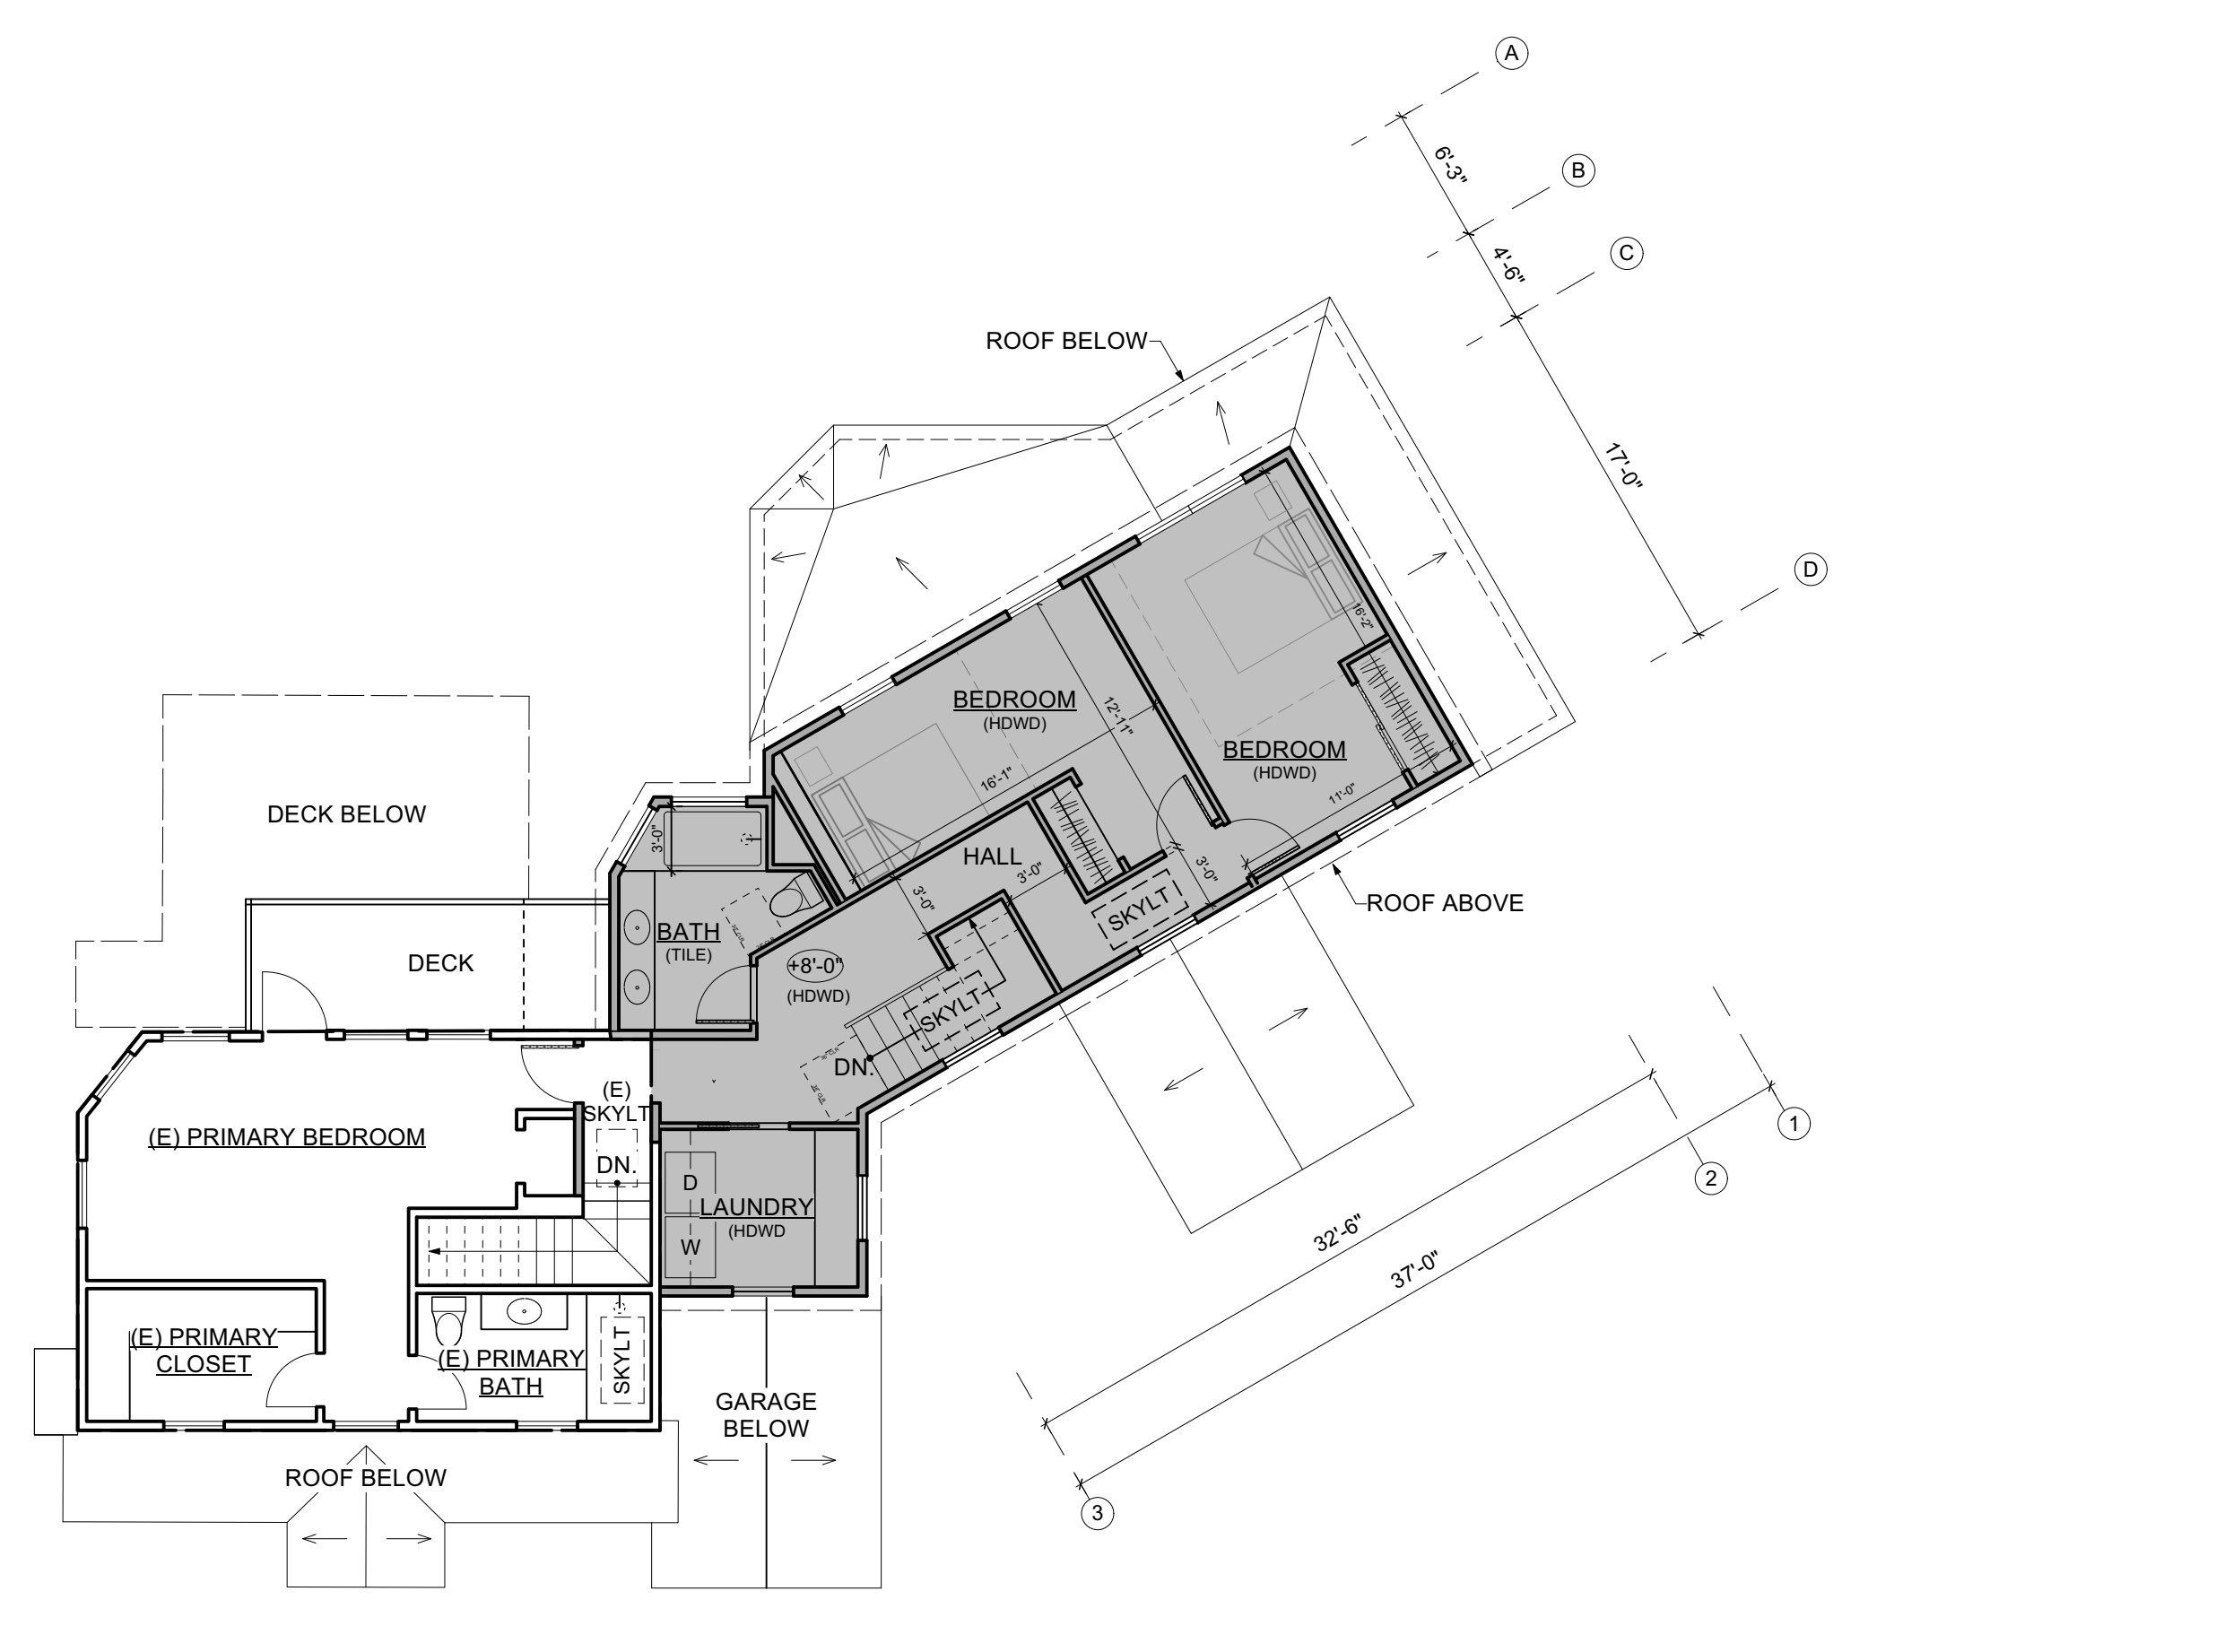 A
6'-3"
B
4'-6"
C
17'-0"
D
ROOF BELOW
16'-2"
BEDROOM
(HDWD)
12'-11"
16'-1"
BEDROOM
(HDWD)
11'-0"
DECK BELOW
3'-0"
HALL
3'-0"
3'-0"
3'-0"
SKYLT
ROOF ABOVE
BATH
(TILE)
+8'-0"
(HDWD)
DECK
SKYLT
DN.
(E)
SKYLT
DN.
(E) PRIMARY BEDROOM
D
LAUNDRY
(HDWD
W
1
2
32'-6"
37'-0"
3
(E) PRIMARY
CLOSET
(E) PRIMARY
BATH
SKYLT
GARAGE
BELOW
ROOF BELOW